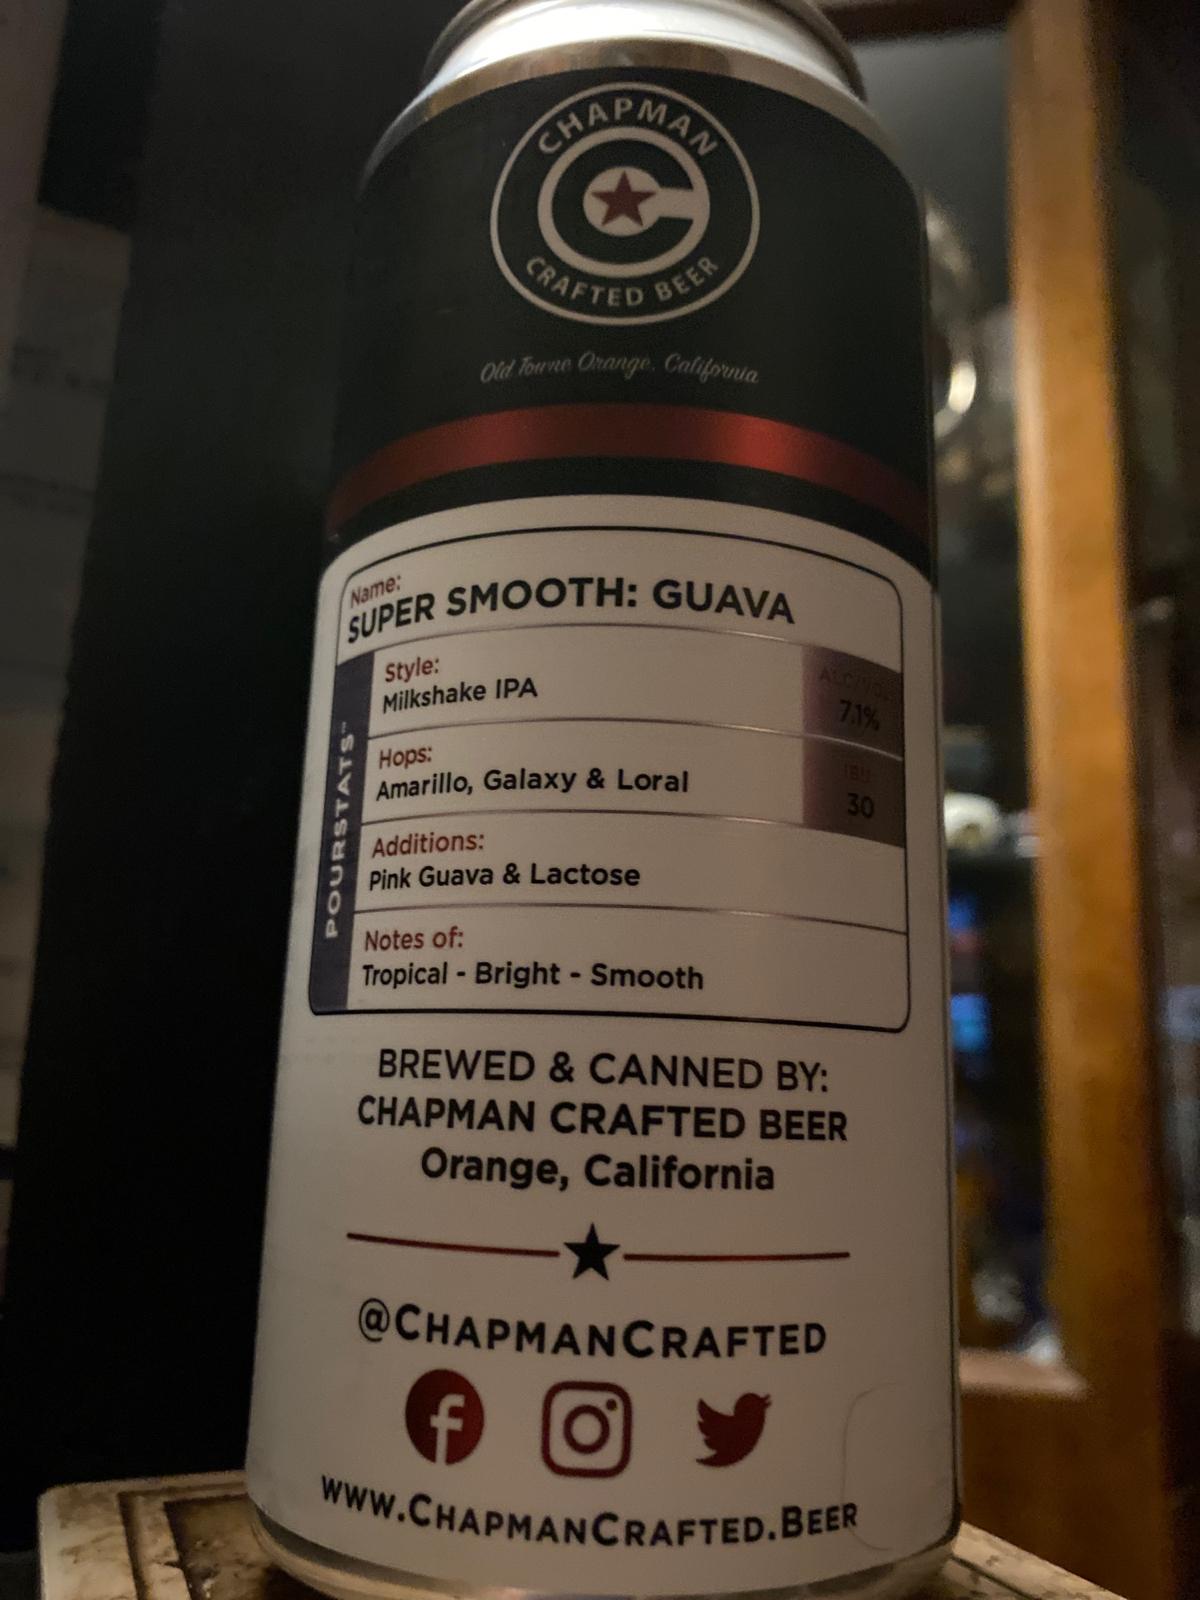 CHAPMAN
CRAFTED BEER
Old Towne Orange, California
Name:
SUPER SMOOTH: GUAVA
POURSTATS™
Style:
Milkshake IPA
ALC/VOL
7.1%
Hops:
Amarillo, Galaxy & Loral
IBU
30
Additions:
Pink Guava & Lactose
Notes of:
Tropical - Bright - Smooth
BREWED & CANNED BY:
CHAPMAN CRAFTED BEER
Orange, California
@CHAPMANCRAFTED
WWW.CHAPMANCRAFTED.BEER